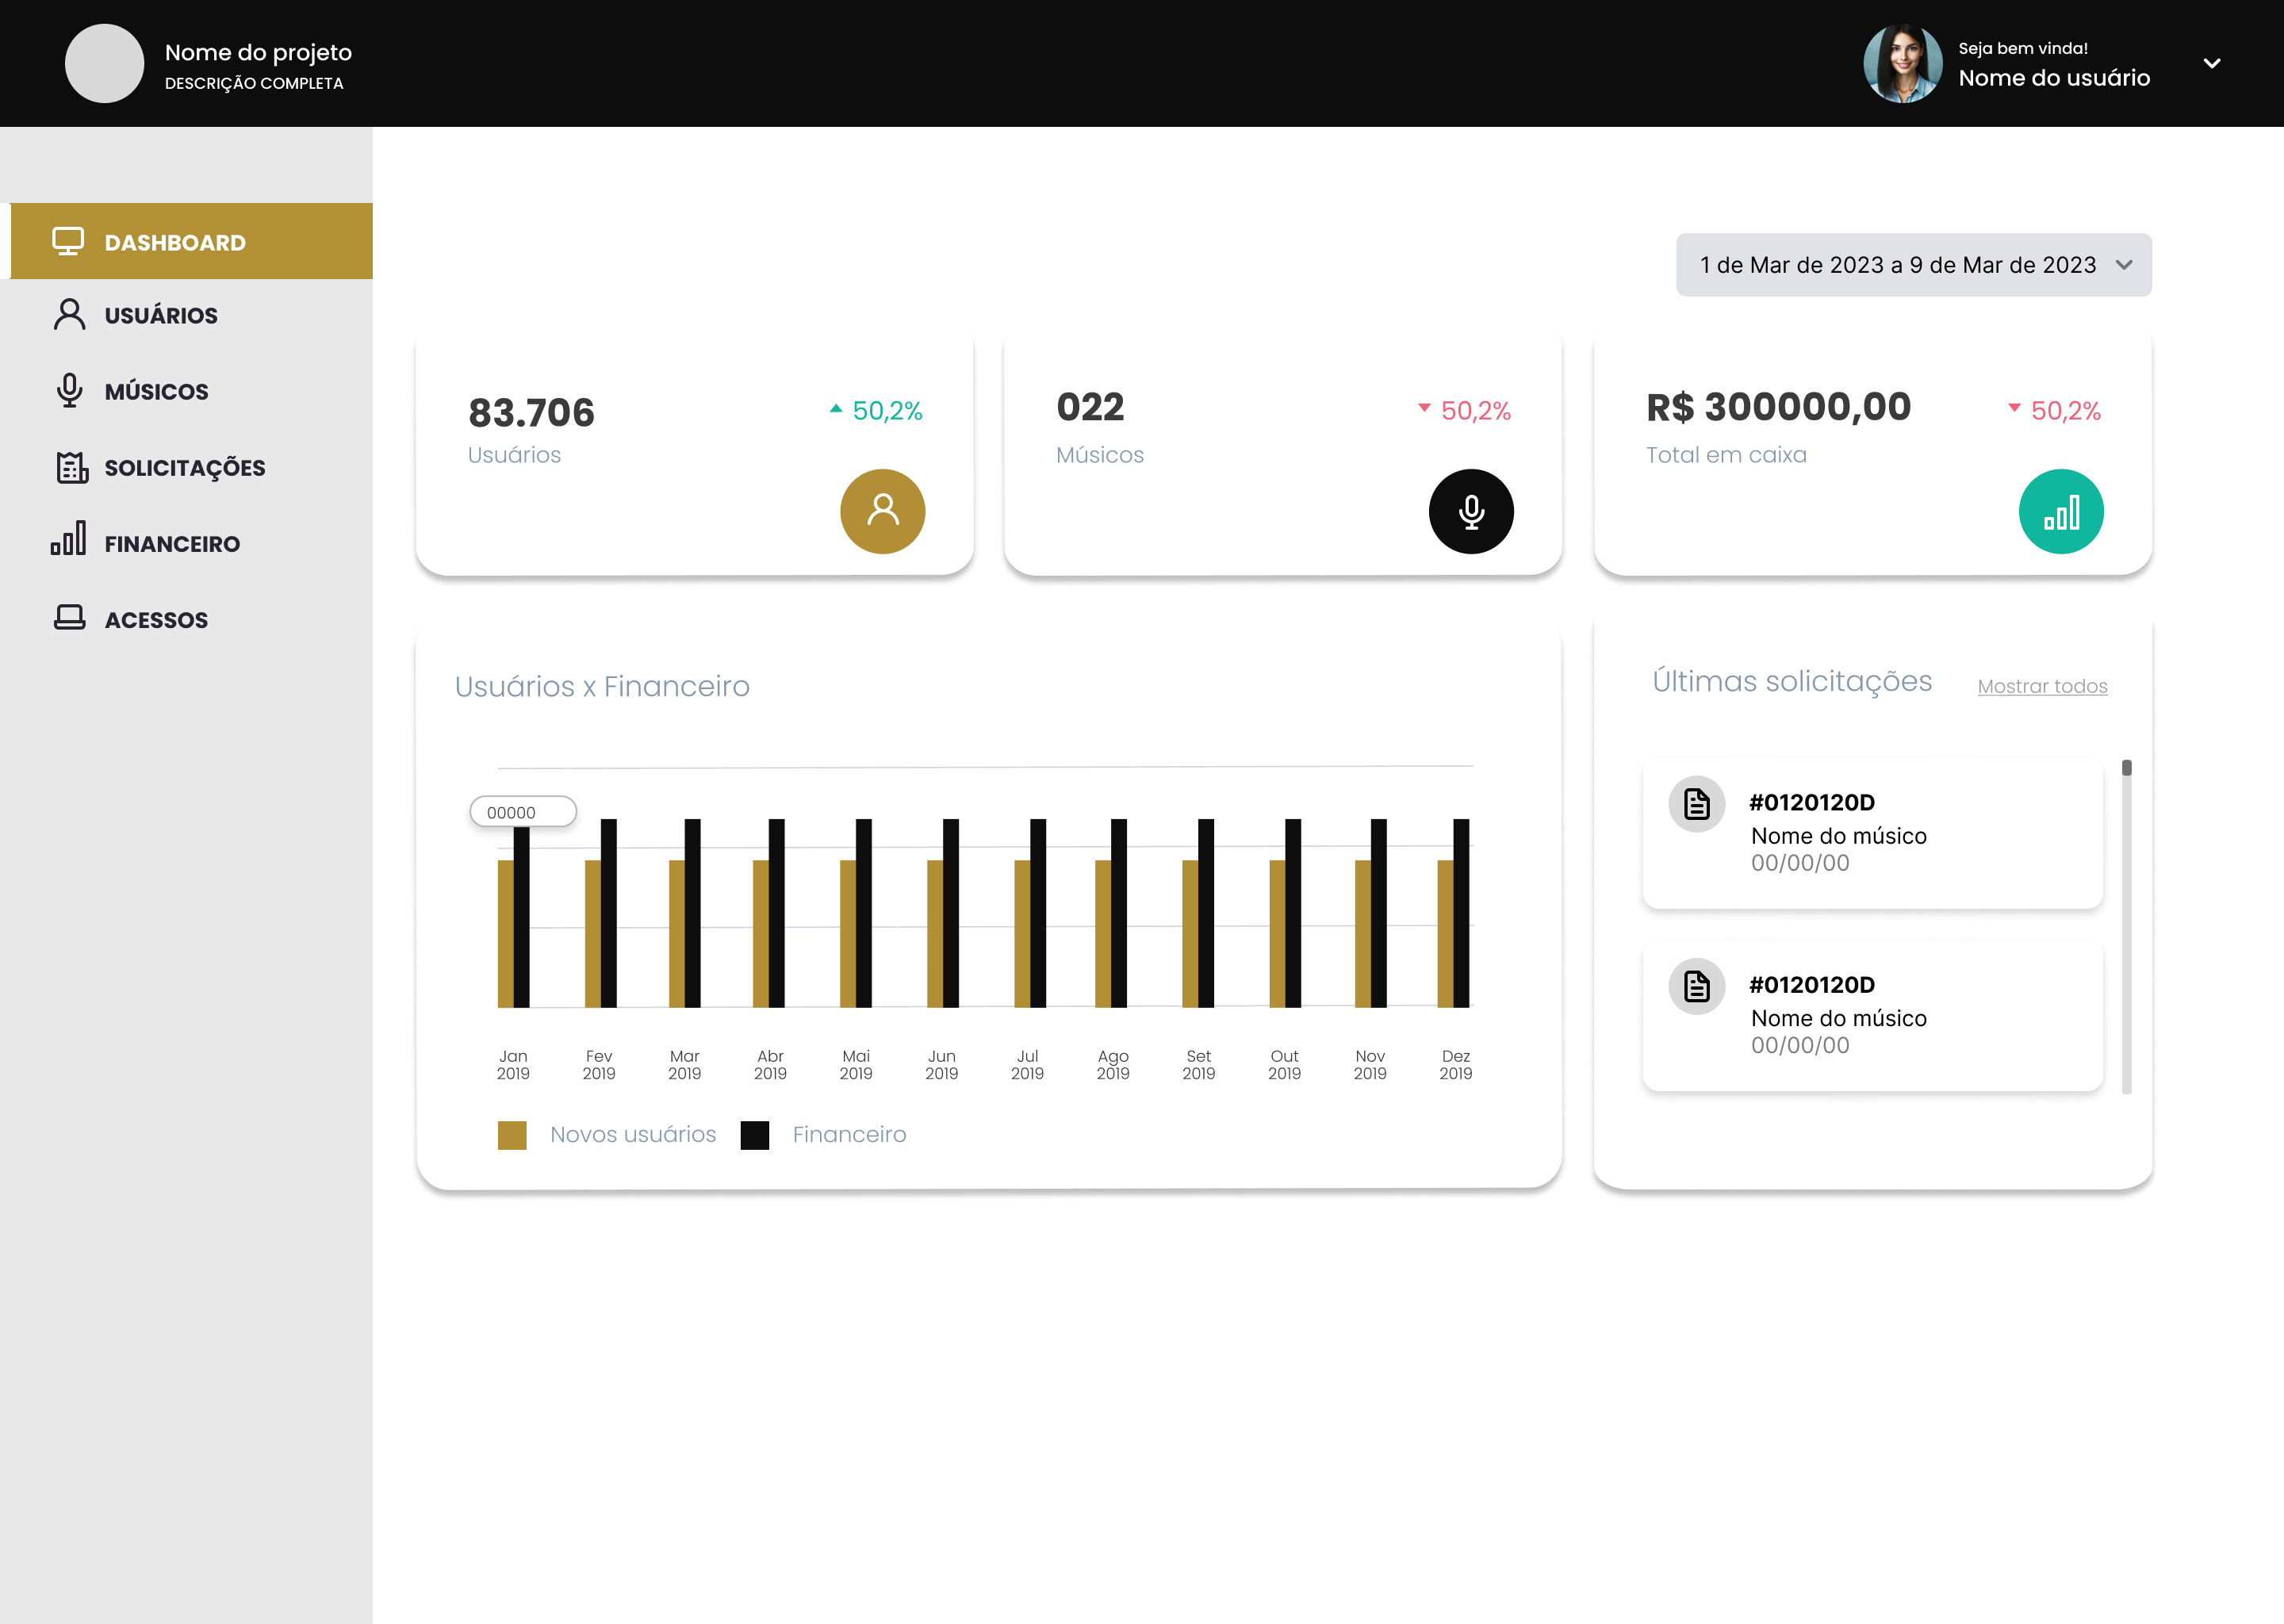 Nome do projeto
DESCRIÇÃO COMPLETA
Seja bem vinda!
Nome do usuário
DASHBOARD
USUÁRIOS
MÚSICOS
SOLICITAÇÕES
FINANCEIRO
ACESSOS
1 de Mar de 2023 a 9 de Mar de 2023
83.706
50,2%
Usuários
022
50,2%
Músicos
R$ 300000,00
50,2%
Total em caixa
Usuários x Financeiro
00000
Jan 2019
Fev 2019
Mar 2019
Abr 2019
Mai 2019
Jun 2019
Jul 2019
Ago 2019
Set 2019
Out 2019
Nov 2019
Dez 2019
Novos usuários
Financeiro
Últimas solicitações
Mostrar todos
#0120120D
Nome do músico
00/00/00
#0120120D
Nome do músico
00/00/00